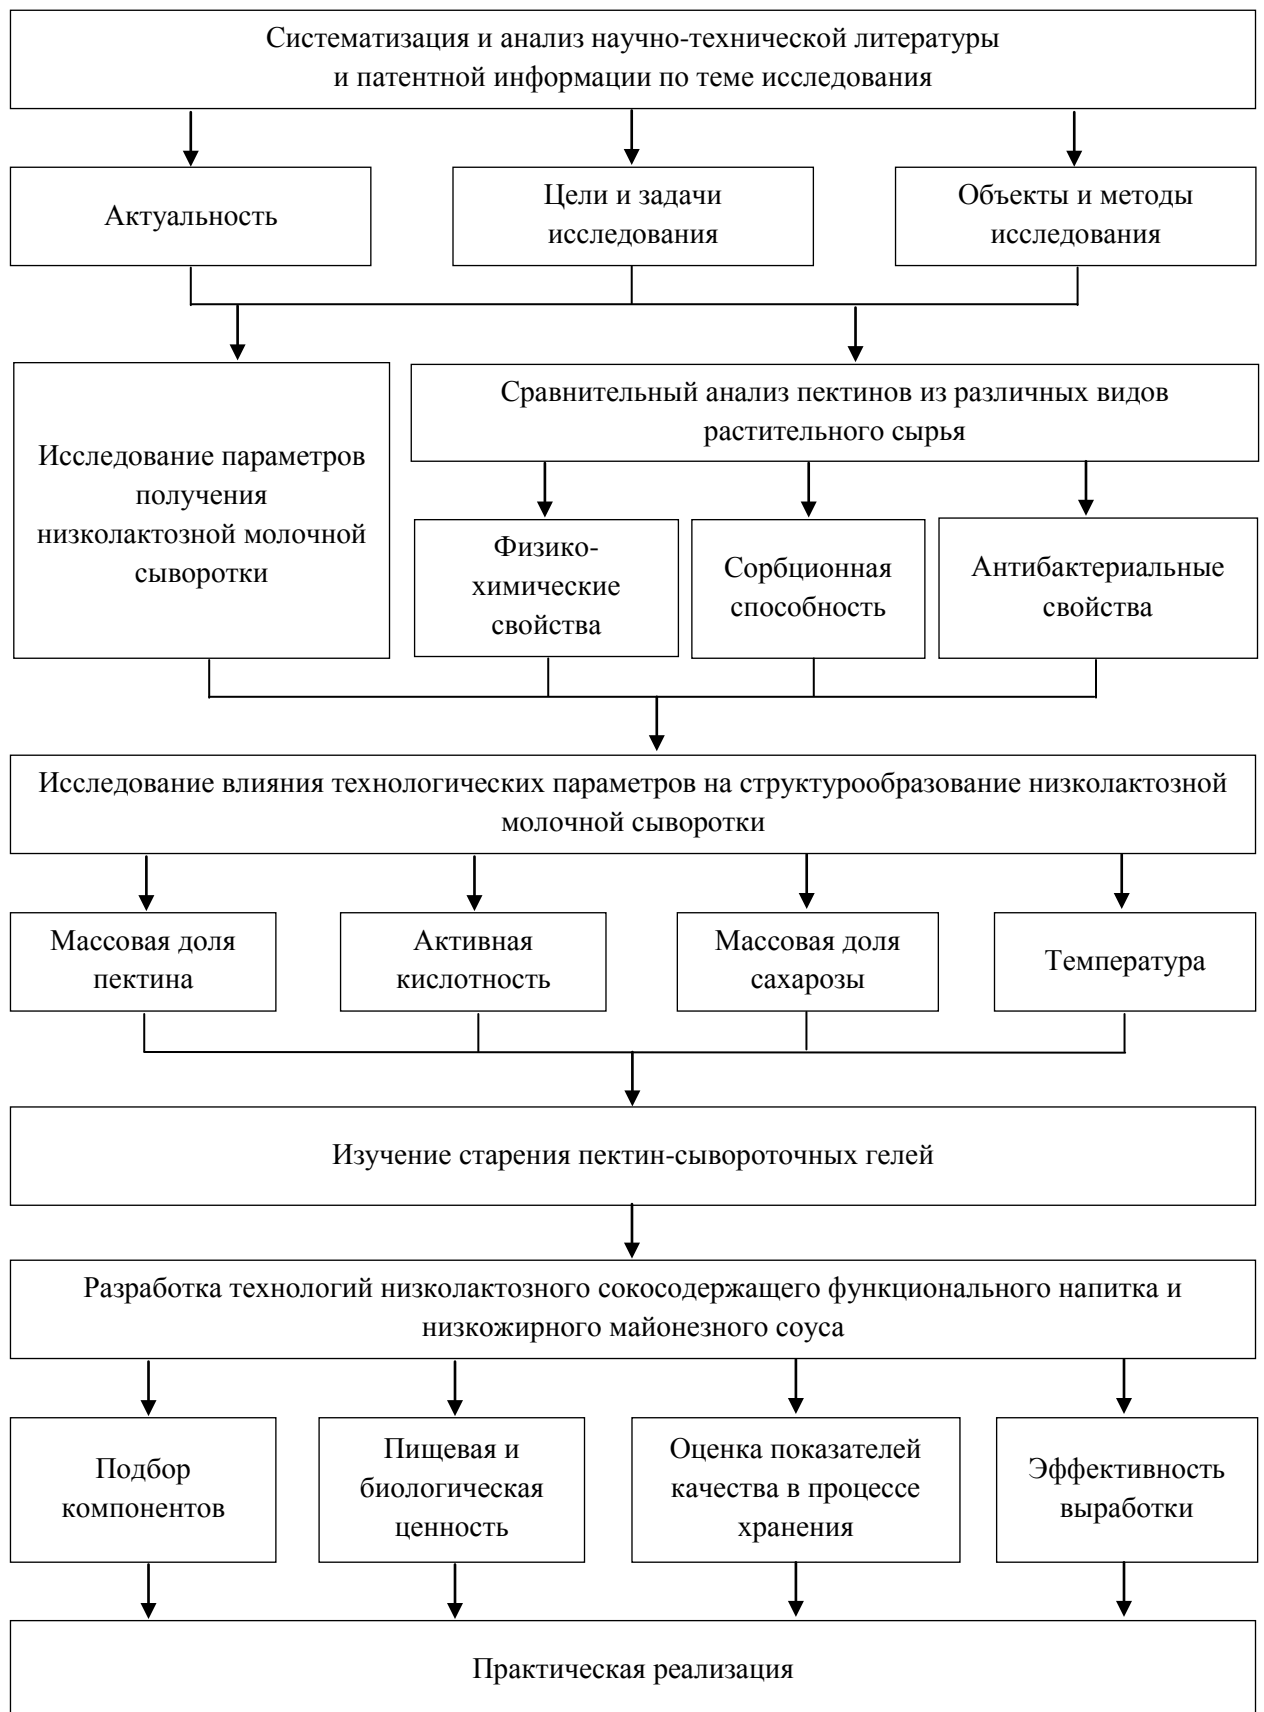 Систематизация и анализ научно-технической литературы
и патентной информации по теме исследования
Актуальность
Цели и задачи
исследования
Объекты и методы
исследования
Исследование параметров
получения
низколактозной молочной
сыворотки
Сравнительный анализ пектинов из различных видов
растительного сырья
Физико-
химические
свойства
Сорбционная
способность
Антибактериальные
свойства
Исследование влияния технологических параметров на структурообразование низколактозной
молочной сыворотки
Массовая доля
пектина
Активная
кислотность
Массовая доля
сахарозы
Температура
Изучение старения пектин-сывороточных гелей
Разработка технологий низколактозного сокосодержащего функционального напитка и
низкожирного майонезного соуса
Подбор
компонентов
Пищевая и
биологическая
ценность
Оценка показателей
качества в процессе
хранения
Эффективность
выработки
Практическая реализация